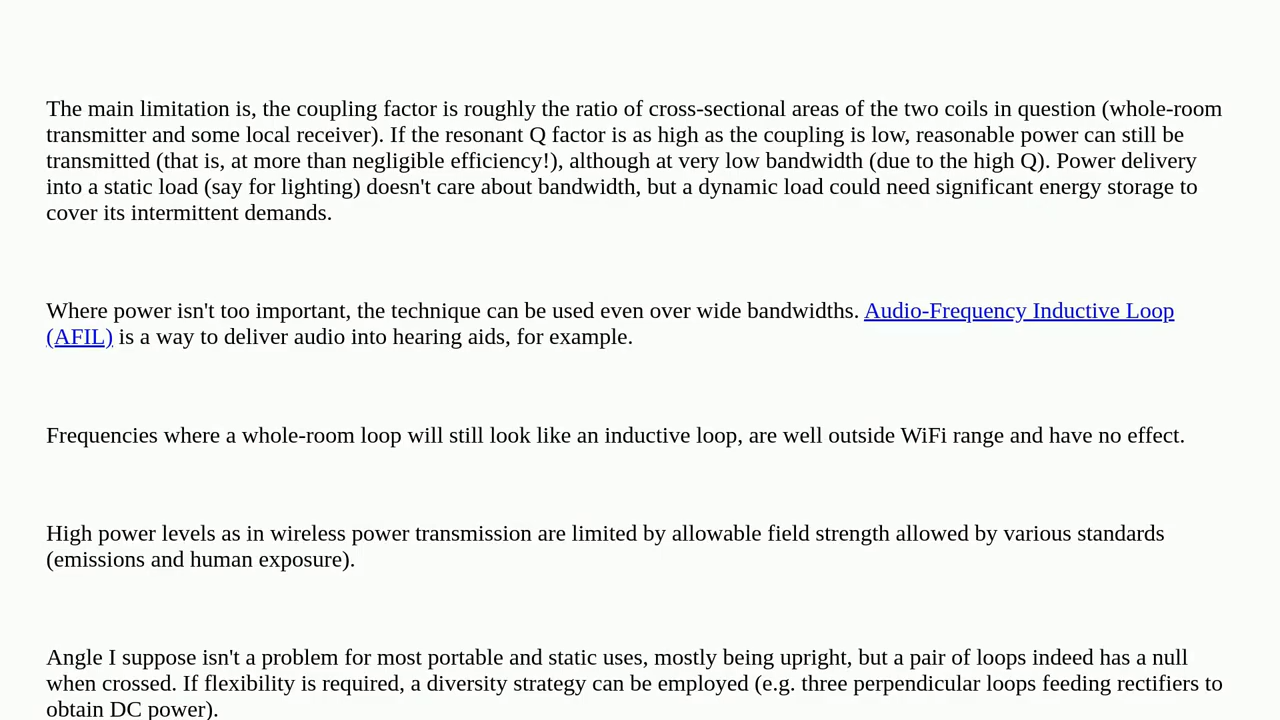 The main limitation is, the coupling factor is roughly the ratio of cross-sectional areas of the two coils in question (whole-room
transmitter and some local receiver). If the resonant Q factor is as high as the coupling is low, reasonable power can still be
transmitted (that is, at more than negligible efficiency!), although at very low bandwidth (due to the high Q). Power delivery
into a static load (say for lighting) doesn't care about bandwidth, but a dynamic load could need significant energy storage to
cover its intermittent demands.
Where power isn't too important, the technique can be used even over wide bandwidths. Audio-Frequency Inductive Loop
(AFIL) is a way to deliver audio into hearing aids, for example.
Frequencies where a whole-room loop will still look like an inductive loop, are well outside WiFi range and have no effect.
High power levels as in wireless power transmission are limited by allowable field strength allowed by various standards
(emissions and human exposure).
Angle I suppose isn't a problem for most portable and static uses, mostly being upright, but a pair of loops indeed has a null
when crossed. If flexibility is required, a diversity strategy can be employed (e.g. three perpendicular loops feeding rectifiers to
obtain DC power).